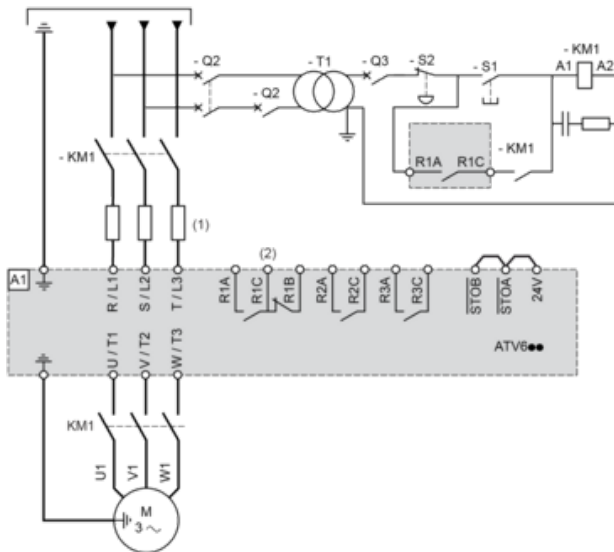 - Q2
- T1
- Q3
- S2
- S1
- KM1
A1
A2
- Q2
- KM1
R1A
R1C
- KM1
(1)
(2)
A1
R / L1
S / L2
T / L3
R1A
R1C
R1B
R2A
R2C
R3A
R3C
STOB
STOA
24V
U / T1
V / T2
W / T3
ATV6●●
KM1
U1
V1
W1
M
3 ~